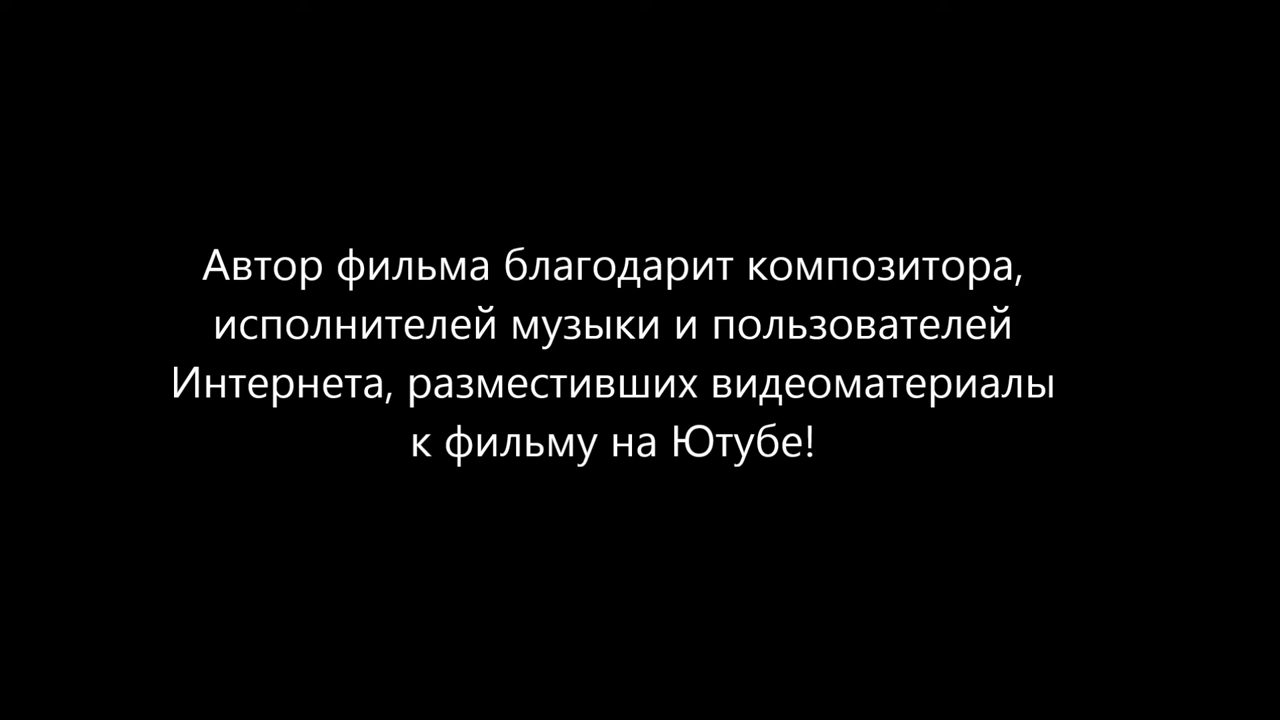 Автор фильма благодарит композитора,
исполнителей музыки и пользователей
Интернета, разместивших видеоматериалы
к фильму на Ютубе!